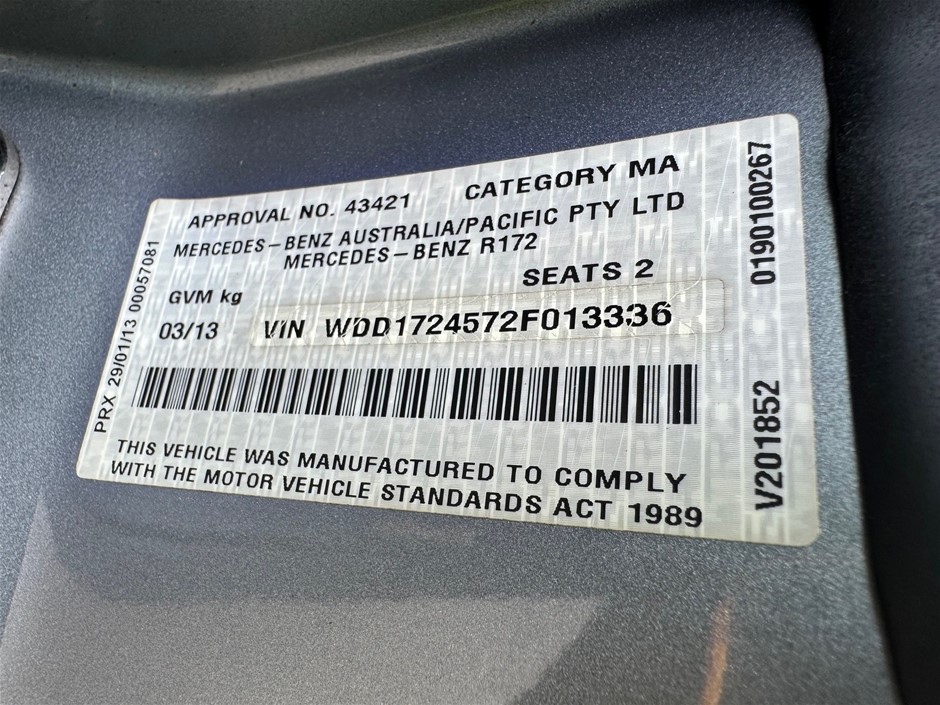 APPROVAL NO. 43421 CATEGORY MA
MERCEDES-BENZ AUSTRALIA/PACIFIC PTY LTD
MERCEDES-BENZ R172
SEATS 2
GVM kg
03/13 VIN WDD1724572F013336
THIS VEHICLE WAS MANUFACTURED TO COMPLY
WITH THE MOTOR VEHICLE STANDARDS ACT 1989
PRX 29/01/13 00057081
V201852 0190100267